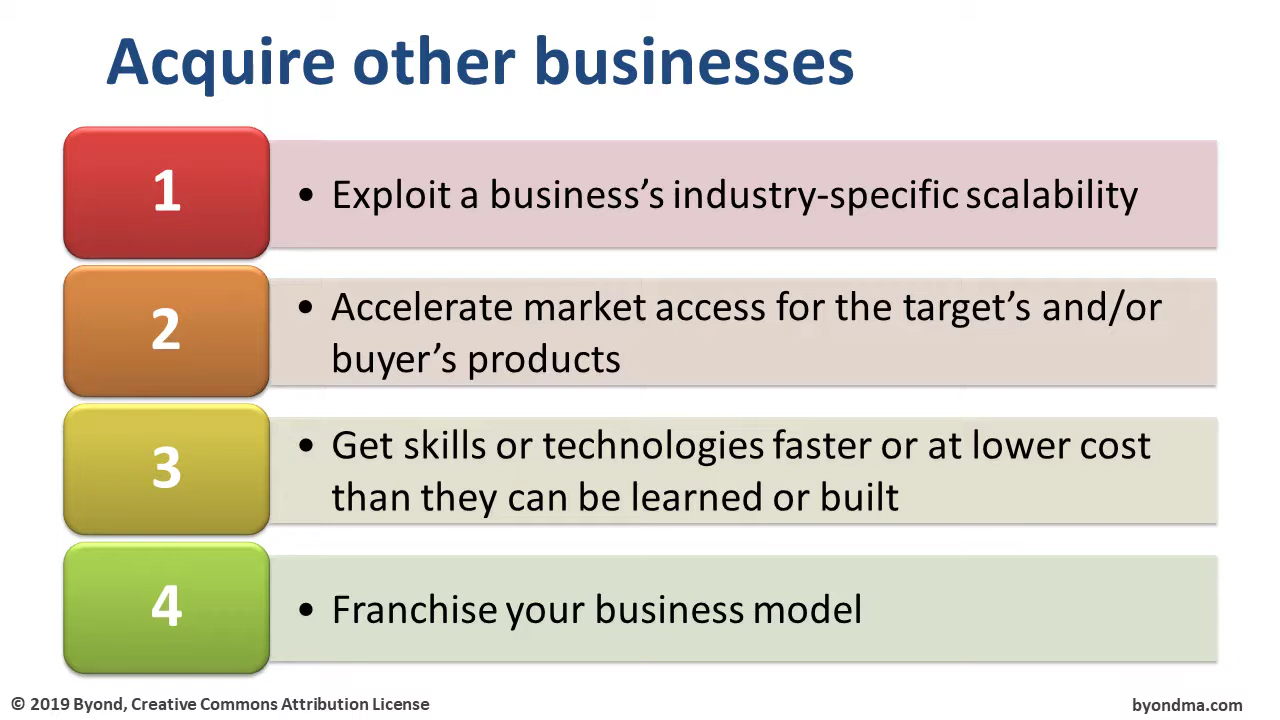 Acquire other businesses
1
• Exploit a business’s industry-specific scalability
2
• Accelerate market access for the target’s and/or
buyer’s products
3
• Get skills or technologies faster or at lower cost
than they can be learned or built
4
• Franchise your business model
© 2019 Byond, Creative Commons Attribution License
byondma.com